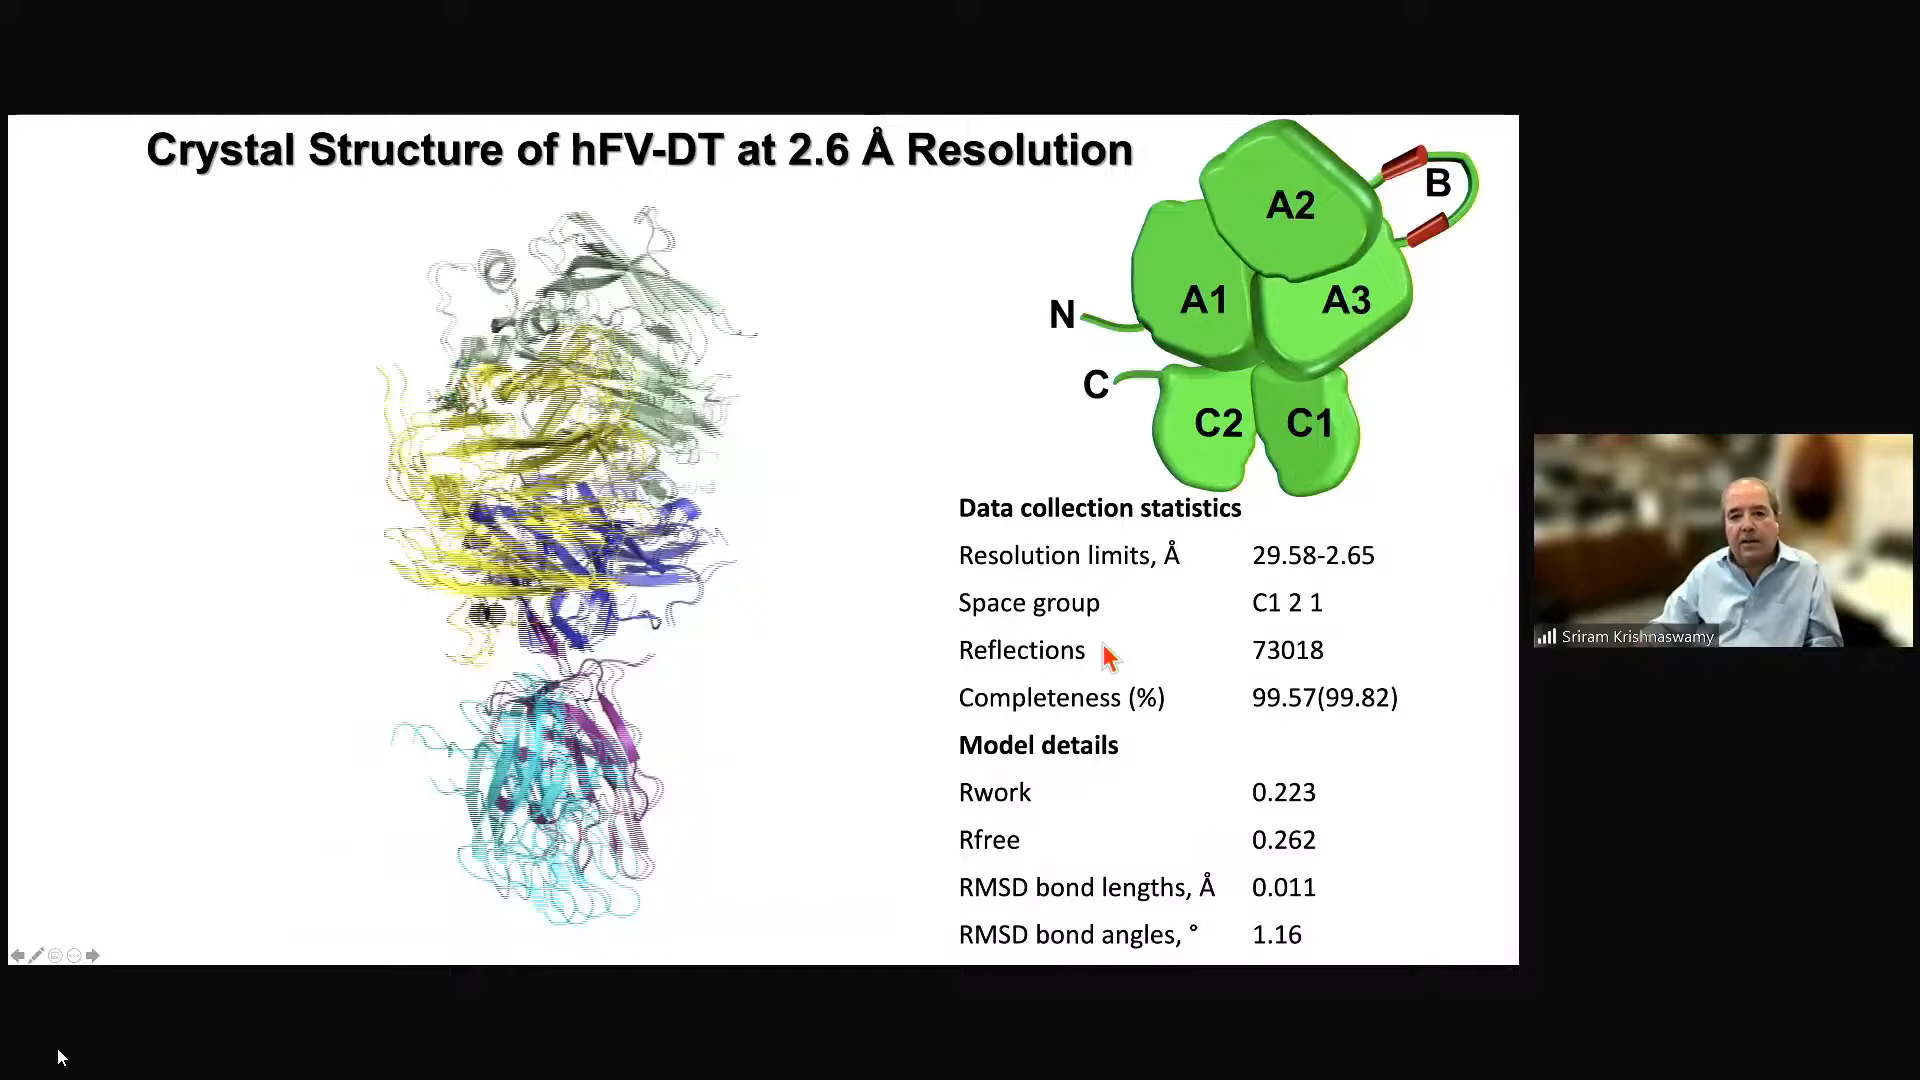 Crystal Structure of hFV-DT at 2.6 Å Resolution
A2
B
A1
A3
N
C
C2
C1
Data collection statistics
Resolution limits, Å 29.58-2.65
Space group C1 2 1
Reflections 73018
Completeness (%) 99.57(99.82)
Model details
Rwork 0.223
Rfree 0.262
RMSD bond lengths, Å 0.011
RMSD bond angles, ° 1.16
Sriram Krishnaswamy